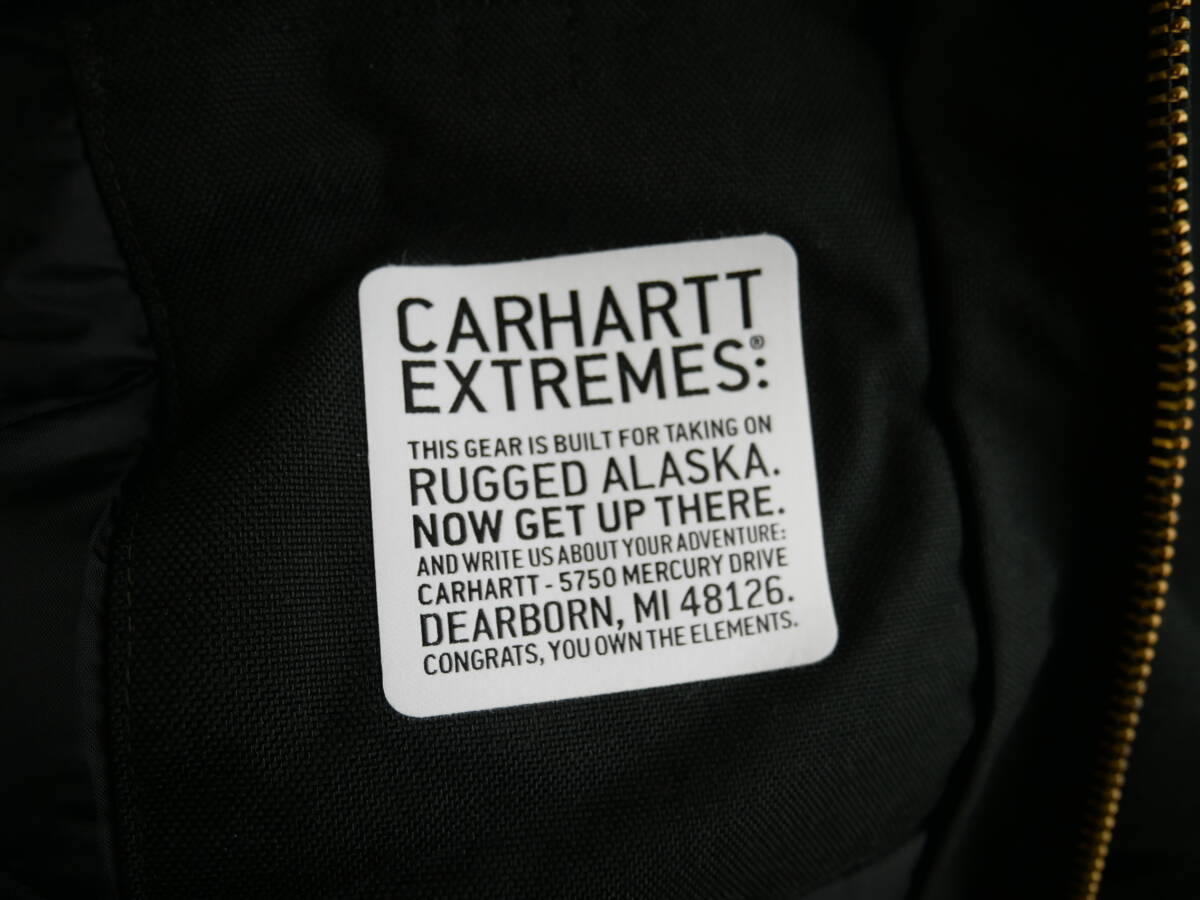 CARHARTT
EXTREMES®:
THIS GEAR IS BUILT FOR TAKING ON
RUGGED ALASKA.
NOW GET UP THERE.
AND WRITE US ABOUT YOUR ADVENTURE:
CARHARTT - 5750 MERCURY DRIVE
DEARBORN, MI 48126.
CONGRATS, YOU OWN THE ELEMENTS.